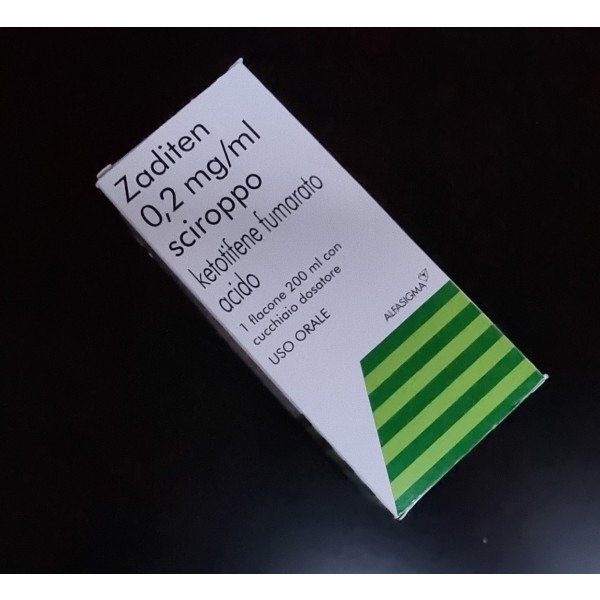 Zaditen
0,2 mg/ml
sciroppo
ketotifene fumarato
acido
1 flacone 200 ml con
cucchiaio dosatore
USO ORALE
ALFASIGMA